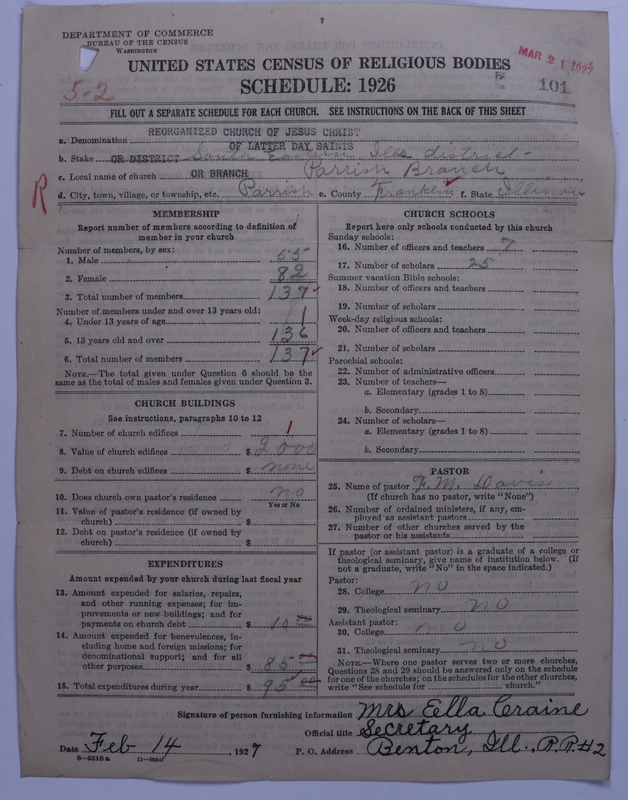 DEPARTMENT OF COMMERCE
BUREAU OF THE CENSUS
WASHINGTON
MAR 21 1927
UNITED STATES CENSUS OF RELIGIOUS BODIES
5-2
SCHEDULE: 1926
101
FILL OUT A SEPARATE SCHEDULE FOR EACH CHURCH. SEE INSTRUCTIONS ON THE BACK OF THIS SHEET
REORGANIZED CHURCH OF JESUS CHRIST
a. Denomination
OF LATTER DAY SAINTS
b. Stake OR DISTRICT South Eastern Ills district-
c. Local name of church OR BRANCH Parrish Branch
R
d. City, town, village, or township, etc. Parrish e. County Franklin f. State Illinois
MEMBERSHIP
Report number of members according to definition of
member in your church
Number of members, by sex:
1. Male 55
2. Female 82
3. Total number of members 137
Number of members under and over 13 years old:
4. Under 13 years of age 1
5. 13 years old and over 136
6. Total number of members 137
NOTE.—The total given under Question 6 should be the
same as the total of males and females given under Question 3.
CHURCH BUILDINGS
See instructions, paragraphs 10 to 12
7. Number of church edifices 1
8. Value of church edifices $ 2000
9. Debt on church edifices $ none
10. Does church own pastor's residence no
Yes or No
11. Value of pastor's residence (if owned by
church) $
12. Debt on pastor's residence (if owned by
church) $
EXPENDITURES
Amount expended by your church during last fiscal year
13. Amount expended for salaries, repairs,
and other running expenses; for im-
provements or new buildings; and for
payments on church debt $ 10 00
14. Amount expended for benevolences, in-
cluding home and foreign missions; for
denominational support; and for all
other purposes $ 85
15. Total expenditures during year $ 95 00
CHURCH SCHOOLS
Report here only schools conducted by this church
Sunday schools:
16. Number of officers and teachers 7
17. Number of scholars 25
Summer vacation Bible schools:
18. Number of officers and teachers
19. Number of scholars
Week-day religious schools:
20. Number of officers and teachers
21. Number of scholars
Parochial schools:
22. Number of administrative officers
23. Number of teachers—
a. Elementary (grades 1 to 8)
b. Secondary
24. Number of scholars—
a. Elementary (grades 1 to 8)
b. Secondary
PASTOR
25. Name of pastor F. M. Davis
(If church has no pastor, write "None")
26. Number of ordained ministers, if any, em-
ployed as assistant pastors
27. Number of other churches served by the
pastor or his assistants
If pastor (or assistant pastor) is a graduate of a college or
theological seminary, give name of institution below. (If
not a graduate, write "No" in the space indicated.)
Pastor:
28. College no
29. Theological seminary no
Assistant pastor:
30. College no
31. Theological seminary no
NOTE.—Where one pastor serves two or more churches,
Questions 28 and 29 should be answered only on the schedule
for one of the churches; on the schedules for the other churches,
write "See schedule for church."
Signature of person furnishing information Mrs Ella Craine
Official title Secretary
Date Feb 14, 1927 P. O. Address Benton, Ill., R.R.#2
8-5518 a